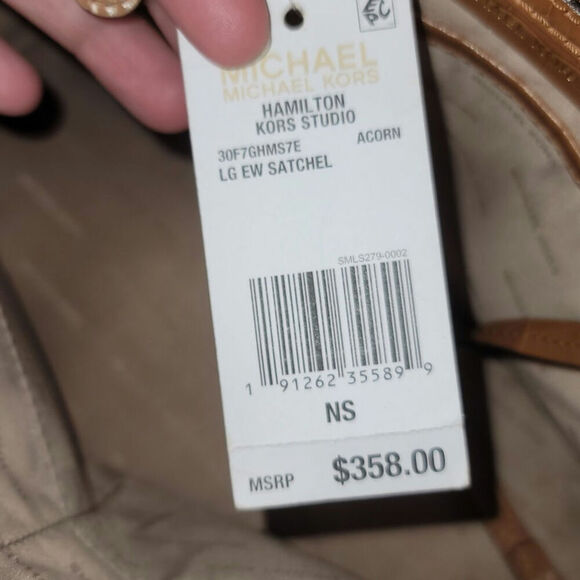 MICHAEL
MICHAEL KORS
HAMILTON
KORS STUDIO
30F7GHMS7E ACORN
LG EW SATCHEL
SMLS279-0002
1 91262 35589 9
NS
MSRP $358.00